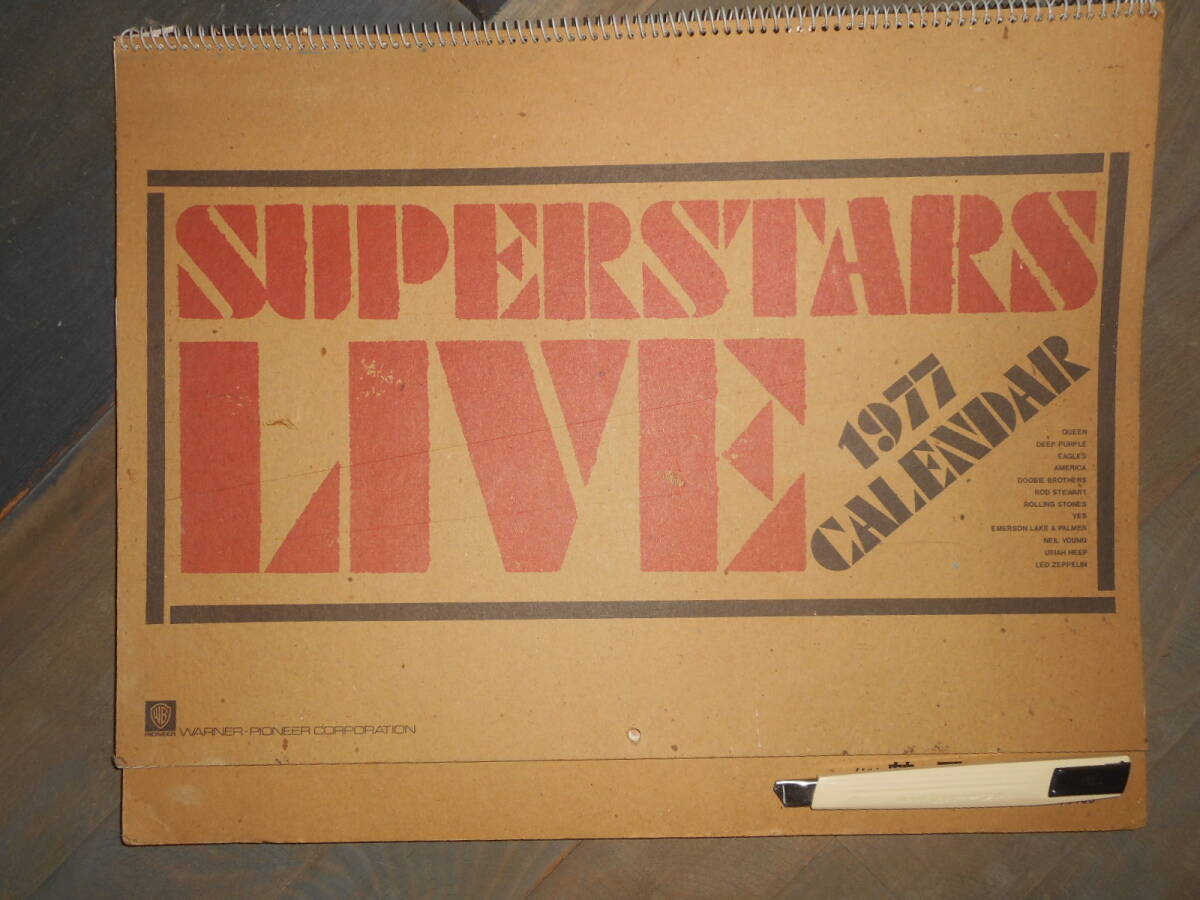 SUPERSTARS
LIVE
1977
CALENDAR
QUEEN
DEEP PURPLE
EAGLES
AMERICA
DOOBIE BROTHERS
ROD STEWART
ROLLING STONES
YES
EMERSON LAKE & PALMER
NEIL YOUNG
URIAH HEEP
LED ZEPPELIN
WB
PIONEER
WARNER-PIONEER CORPORATION